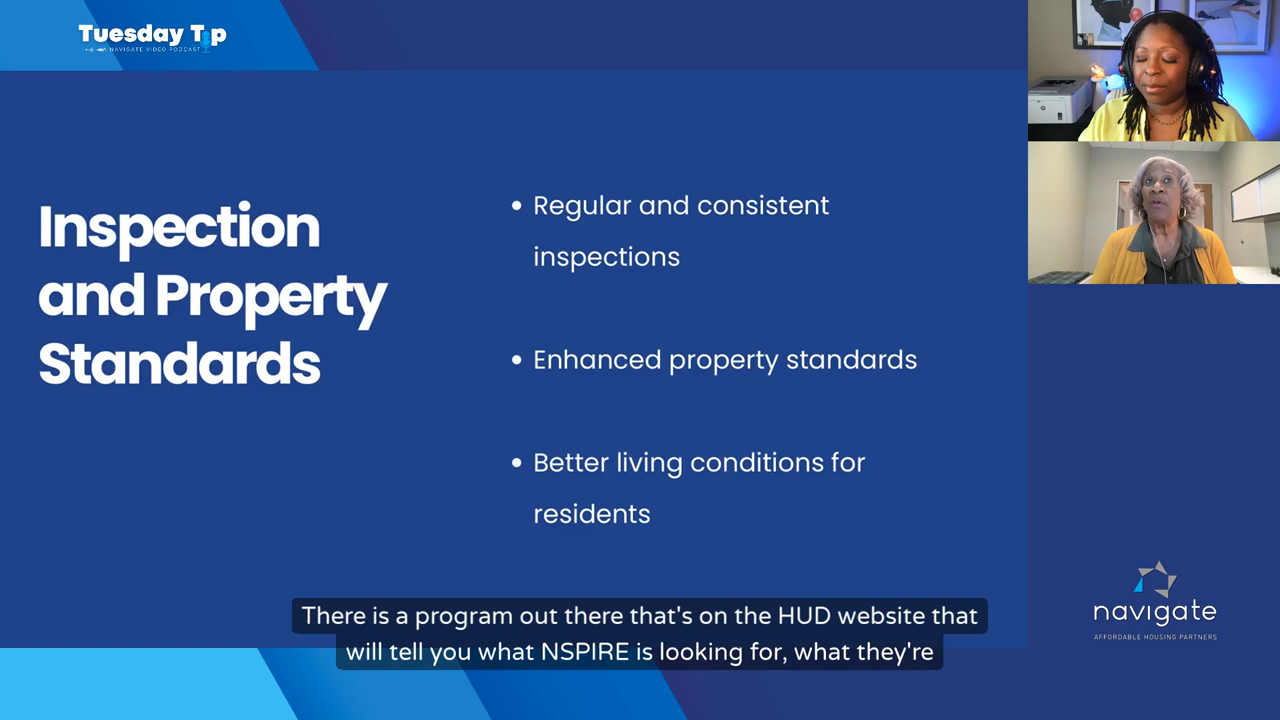 Tuesday Tip
NAVIGATE VIDEO PODCAST
Inspection
and Property
Standards
• Regular and consistent
inspections
• Enhanced property standards
• Better living conditions for
residents
There is a program out there that's on the HUD website that
will tell you what NSPIRE is looking for, what they're
navigate
AFFORDABLE HOUSING PARTNERS